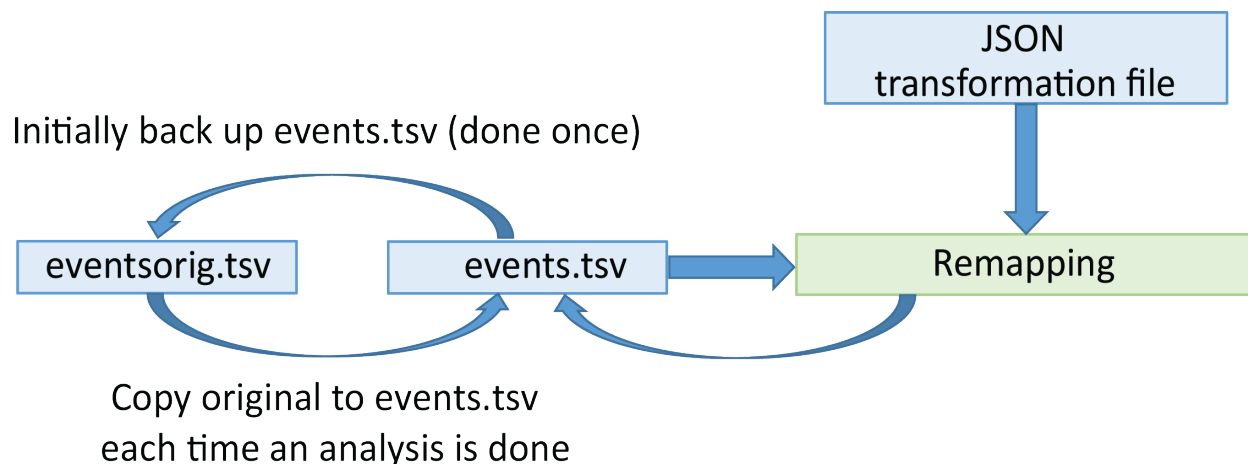 JSON
transformation file
Initially back up events.tsv (done once)
eventsorig.tsv
events.tsv
Remapping
Copy original to events.tsv
each time an analysis is done